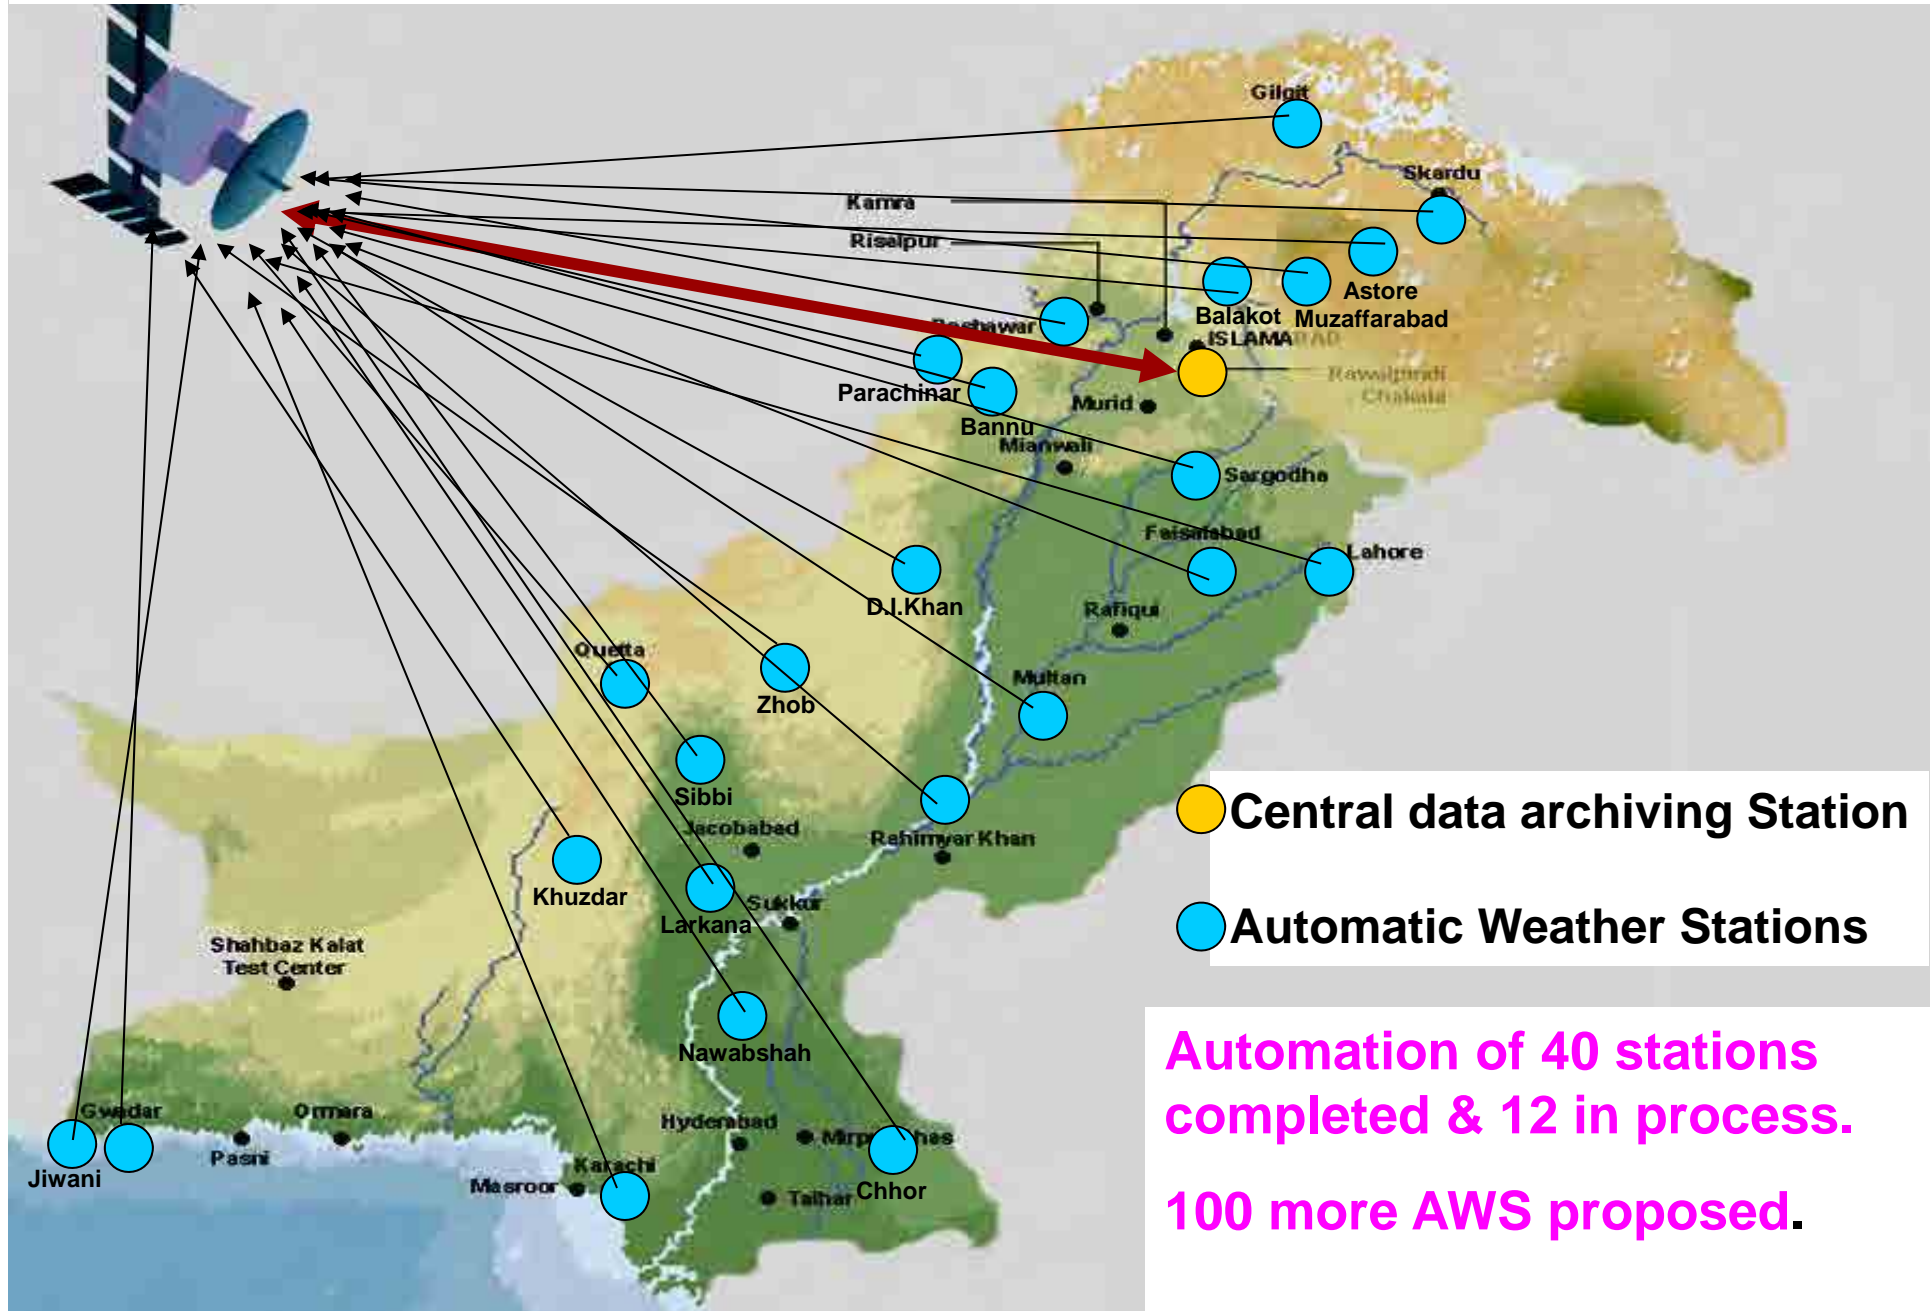 Gilgit
Skardu
Kamra
Risalpur
Astore
Balakot
Muzaffarabad
Peshawar
ISLAMABAD
Parachinar
Rawalpindi
Chaklala
Murid
Bannu
Mianwali
Sargodha
Faisalabad
Lahore
D.I.Khan
Rafiqui
Quetta
Multan
Zhob
Sibbi
Jacobabad
Rahimyar Khan
Khuzdar
Larkana
Sukkur
Shahbaz Kalat
Test Center
Nawabshah
Gwadar
Ormara
Hyderabad
Pasni
Jiwani
Karachi
Masroor
Talhar
Chhor
Central data archiving Station
Automatic Weather Stations
Automation of 40 stations
completed & 12 in process.
100 more AWS proposed.